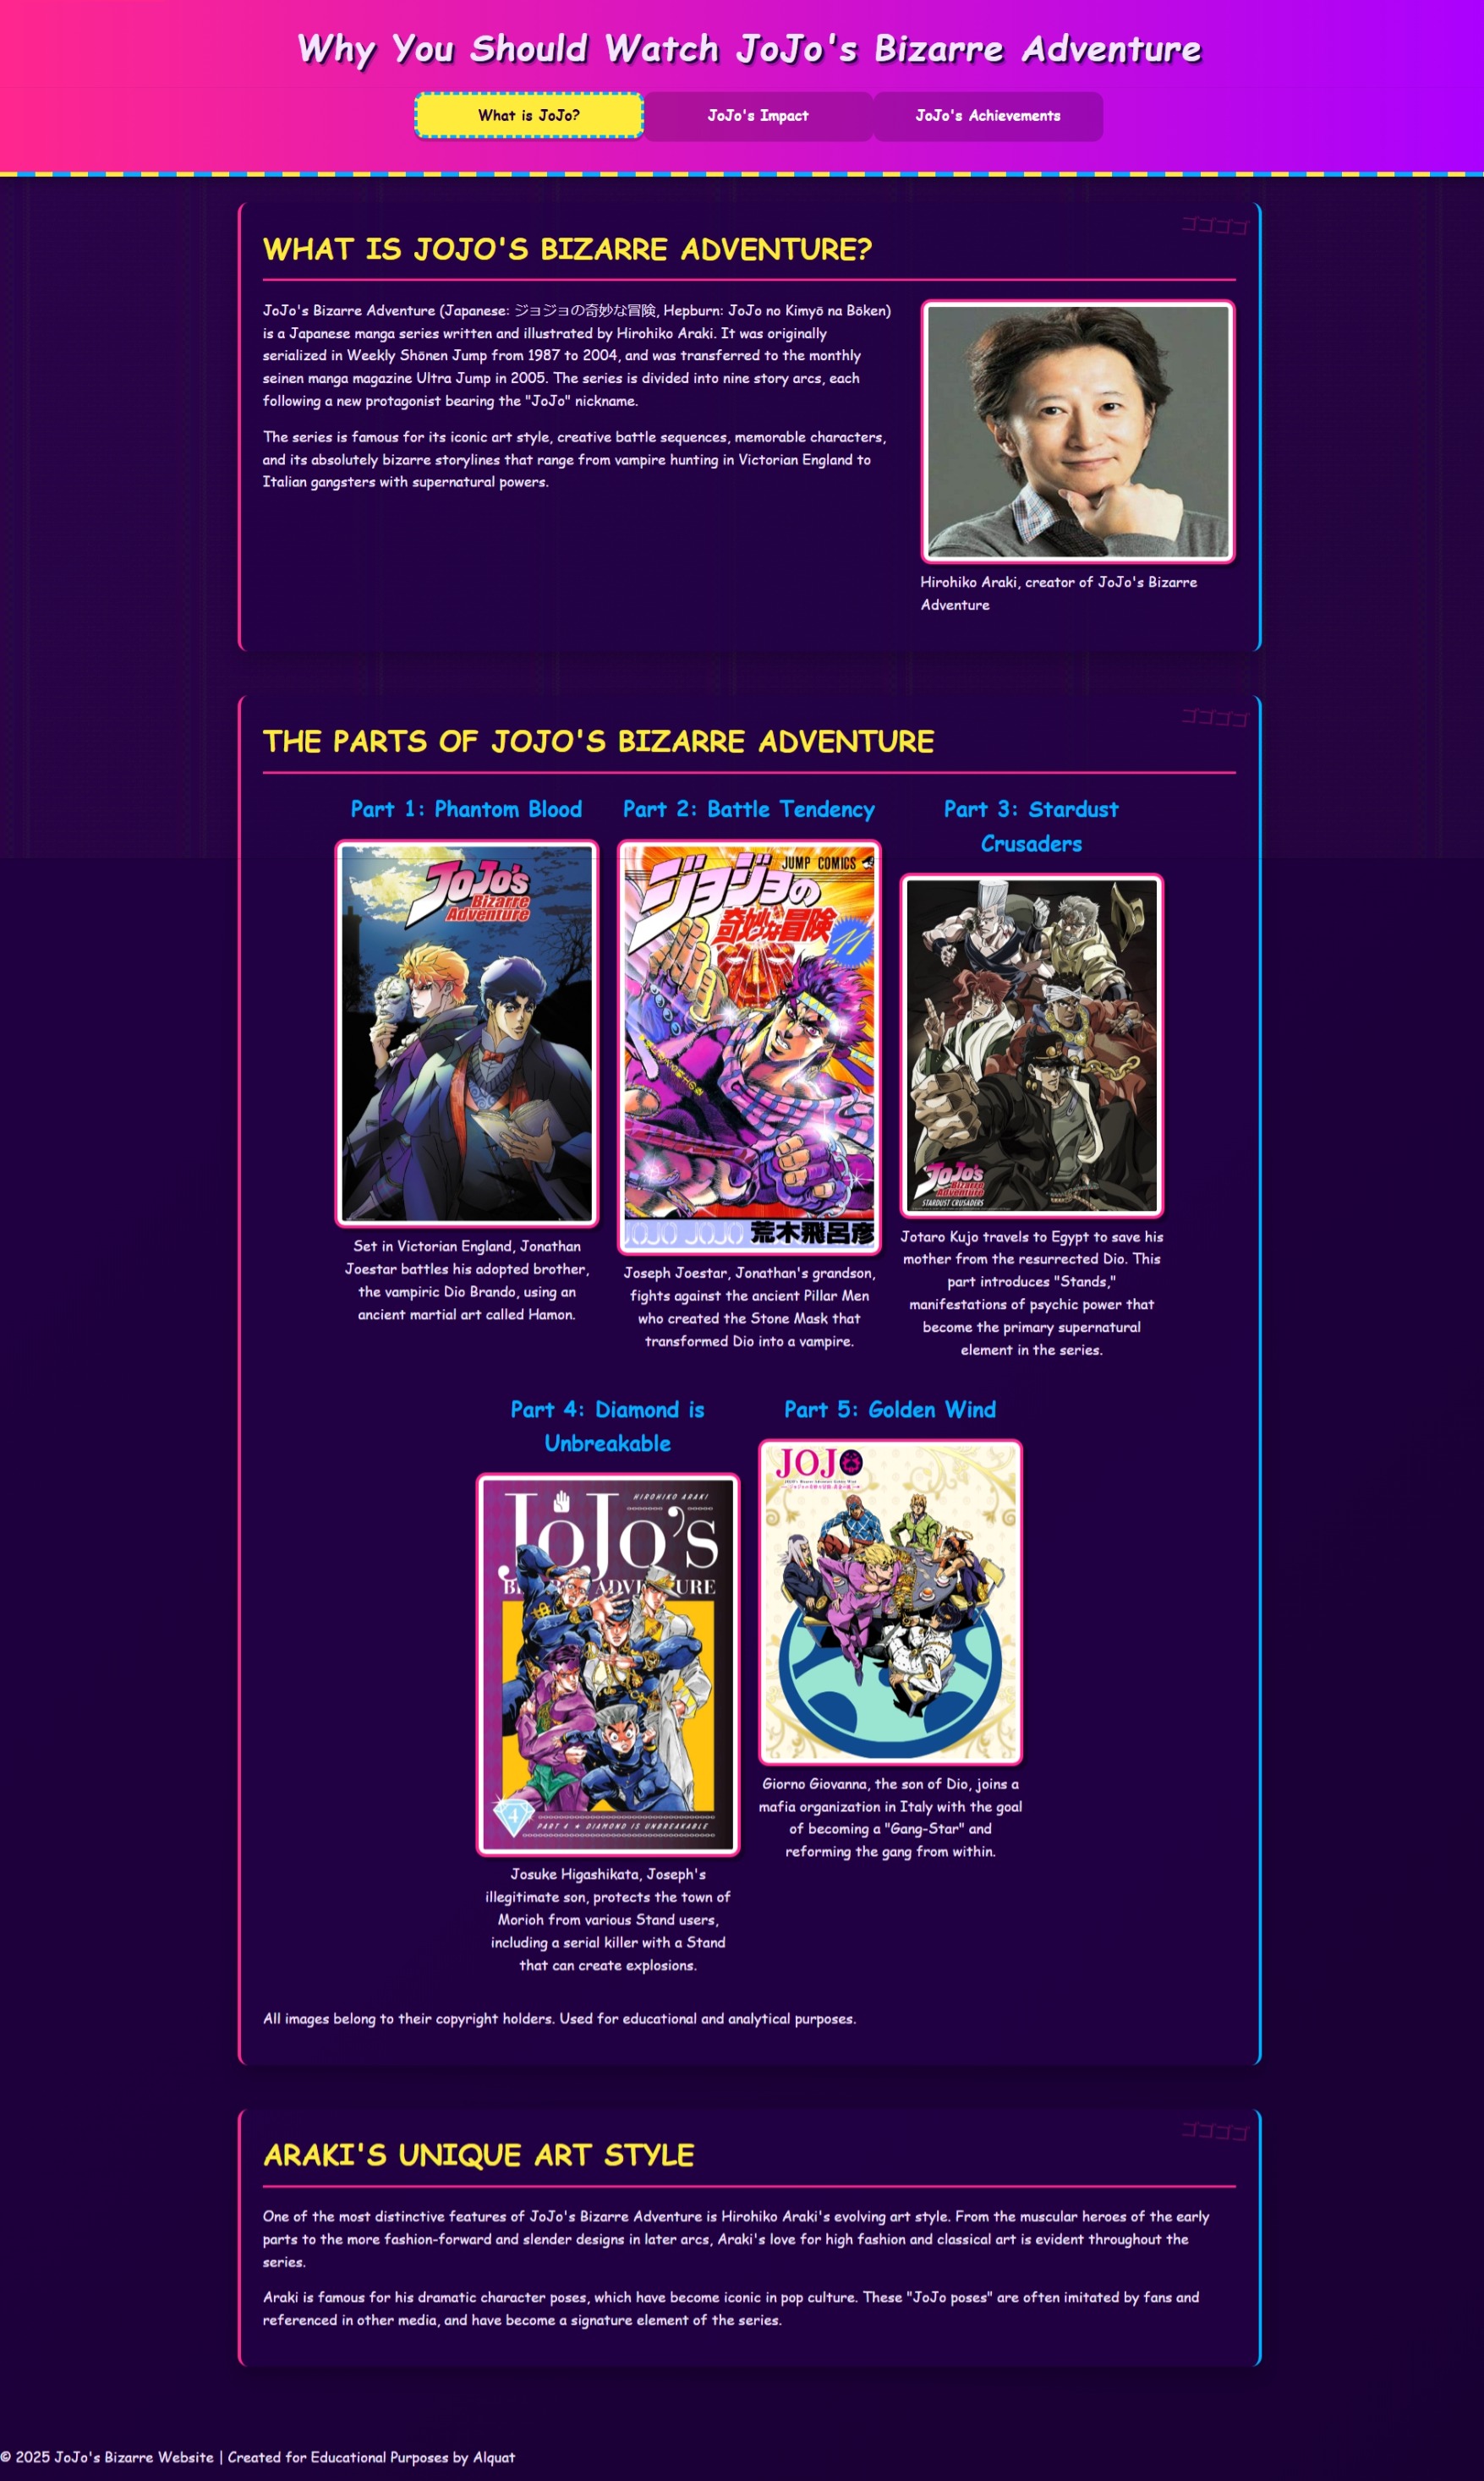 Why You Should Watch JoJo's Bizarre Adventure
What is JoJo?
JoJo's Impact
JoJo's Achievements
ゴゴゴゴ
WHAT IS JOJO'S BIZARRE ADVENTURE?
JoJo's Bizarre Adventure (Japanese: ジョジョの奇妙な冒険, Hepburn: JoJo no Kimyō na Bōken)
is a Japanese manga series written and illustrated by Hirohiko Araki. It was originally
serialized in Weekly Shōnen Jump from 1987 to 2004, and was transferred to the monthly
seinen manga magazine Ultra Jump in 2005. The series is divided into nine story arcs, each
following a new protagonist bearing the "JoJo" nickname.
The series is famous for its iconic art style, creative battle sequences, memorable characters,
and its absolutely bizarre storylines that range from vampire hunting in Victorian England to
Italian gangsters with supernatural powers.
Hirohiko Araki, creator of JoJo's Bizarre
Adventure
ゴゴゴゴ
THE PARTS OF JOJO'S BIZARRE ADVENTURE
Part 1: Phantom Blood
JoJo's
Bizarre
Adventure
Set in Victorian England, Jonathan
Joestar battles his adopted brother,
the vampiric Dio Brando, using an
ancient martial art called Hamon.
Part 2: Battle Tendency
JUMP COMICS
ジョジョの
奇妙な冒険
11
JOJO JOJO 荒木飛呂彦
Joseph Joestar, Jonathan's grandson,
fights against the ancient Pillar Men
who created the Stone Mask that
transformed Dio into a vampire.
Part 3: Stardust
Crusaders
JoJo's
Bizarre
Adventure
STARDUST CRUSADERS
Jotaro Kujo travels to Egypt to save his
mother from the resurrected Dio. This
part introduces "Stands,"
manifestations of psychic power that
become the primary supernatural
element in the series.
Part 4: Diamond is
Unbreakable
HIROHIKO ARAKI
JoJo's
4
PART 4 ★ DIAMOND IS UNBREAKABLE
Josuke Higashikata, Joseph's
illegitimate son, protects the town of
Morioh from various Stand users,
including a serial killer with a Stand
that can create explosions.
Part 5: Golden Wind
JOJO
Giorno Giovanna, the son of Dio, joins a
mafia organization in Italy with the goal
of becoming a "Gang-Star" and
reforming the gang from within.
All images belong to their copyright holders. Used for educational and analytical purposes.
ゴゴゴゴ
ARAKI'S UNIQUE ART STYLE
One of the most distinctive features of JoJo's Bizarre Adventure is Hirohiko Araki's evolving art style. From the muscular heroes of the early
parts to the more fashion-forward and slender designs in later arcs, Araki's love for high fashion and classical art is evident throughout the
series.
Araki is famous for his dramatic character poses, which have become iconic in pop culture. These "JoJo poses" are often imitated by fans and
referenced in other media, and have become a signature element of the series.
© 2025 JoJo's Bizarre Website | Created for Educational Purposes by Alquat